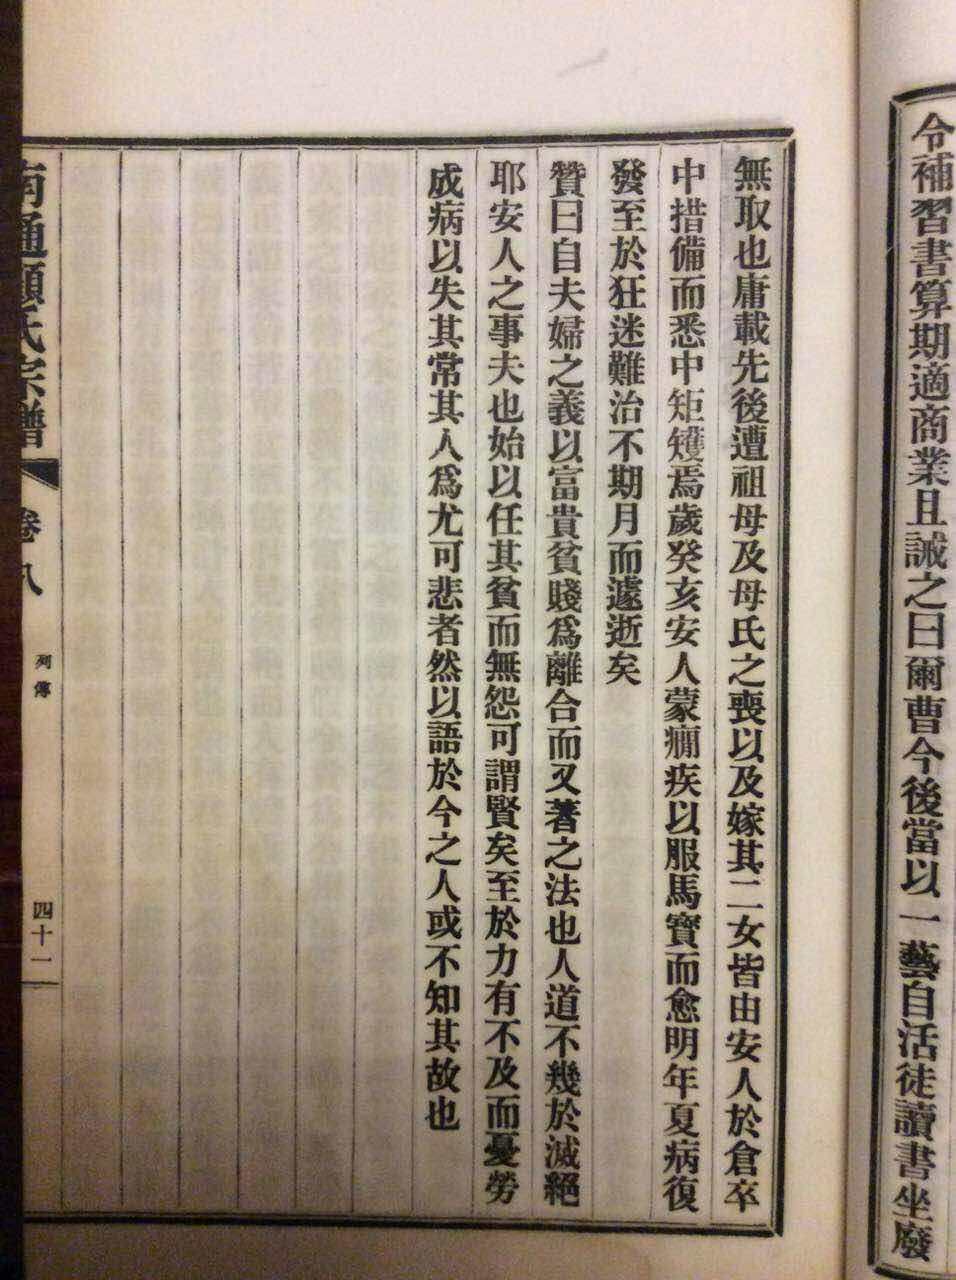 令補習書算期適商業且誡之曰爾曹今後當以一藝自活徒讀書坐廢
無取也庸載先後遭祖母及母氏之喪以及嫁其二女皆由安人於倉卒
中措備而悉中矩矱焉歲癸亥安人蒙癇疾以服馬寶而愈明年夏病復
發至於狂迷難治不期月而遽逝矣
贊曰自夫婦之義以富貴貧賤爲離合而又著之法也人道不幾於滅絕
耶安人之事夫也始以任其貧而無怨可謂賢矣至於力有不及而憂勞
成病以失其常其人爲尤可悲者然以語於今之人或不知其故也
南通顧氏宗譜
卷八
列傳
四十一